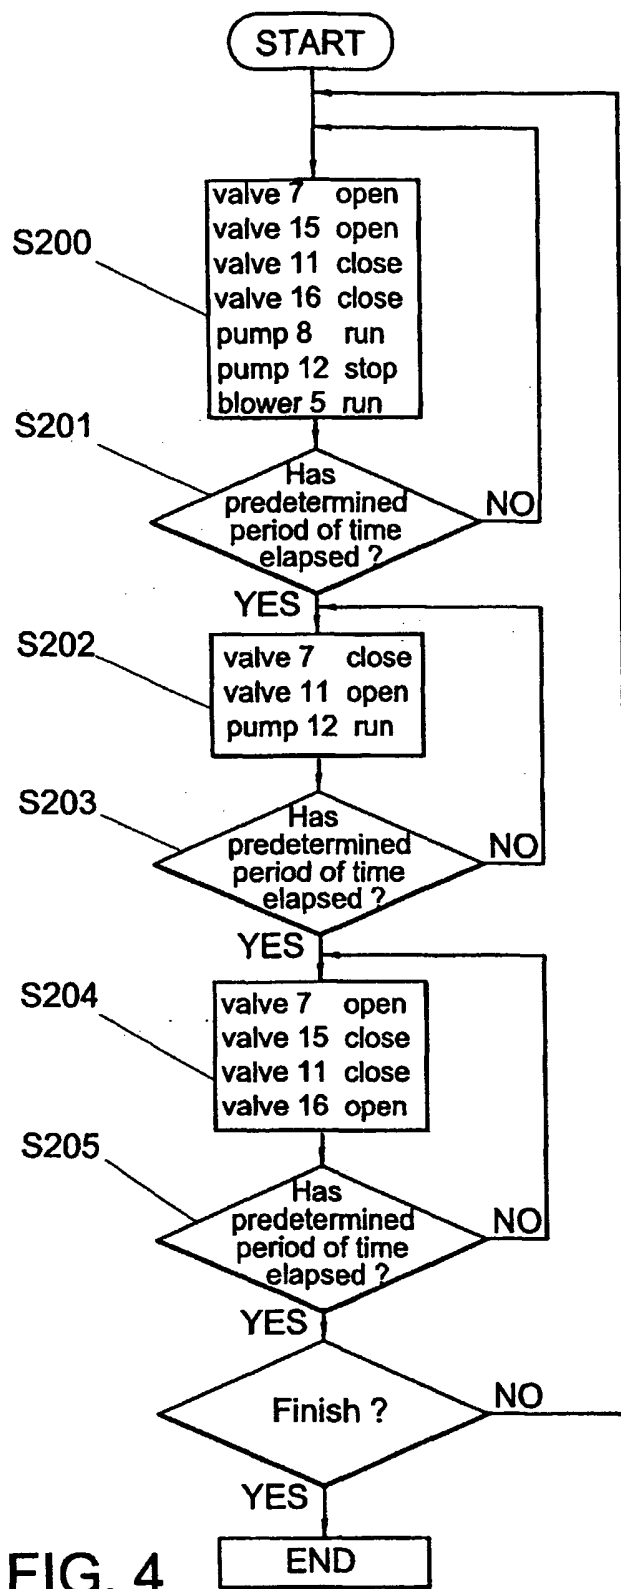 START
S200
valve 7 open
valve 15 open
valve 11 close
valve 16 close
pump 8 run
pump 12 stop
blower 5 run
S201
Has
predetermined
period of time
elapsed ?
NO
YES
S202
valve 7 close
valve 11 open
pump 12 run
S203
Has
predetermined
period of time
elapsed ?
NO
YES
S204
valve 7 open
valve 15 close
valve 11 close
valve 16 open
S205
Has
predetermined
period of time
elapsed ?
NO
YES
Finish ?
NO
YES
END
FIG. 4